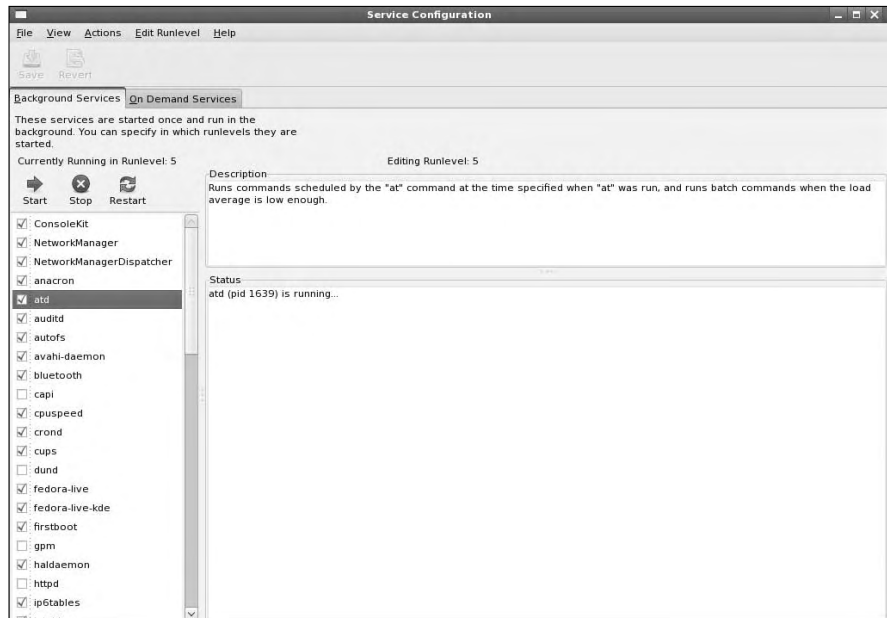 Service Configuration
File View Actions Edit Runlevel Help
Save Revert
Background Services On Demand Services
These services are started once and run in the
background. You can specify in which runlevels they are
started.
Currently Running in Runlevel: 5 Editing Runlevel: 5
Start Stop Restart
Description
Runs commands scheduled by the "at" command at the time specified when "at" was run, and runs batch commands when the load
average is low enough.
ConsoleKit
NetworkManager
NetworkManagerDispatcher
anacron
atd
auditd
autofs
avahi-daemon
bluetooth
capi
cpuspeed
crond
cups
dund
fedora-live
fedora-live-kde
firstboot
gpm
haldaemon
httpd
ip6tables
Status
atd (pid 1639) is running...